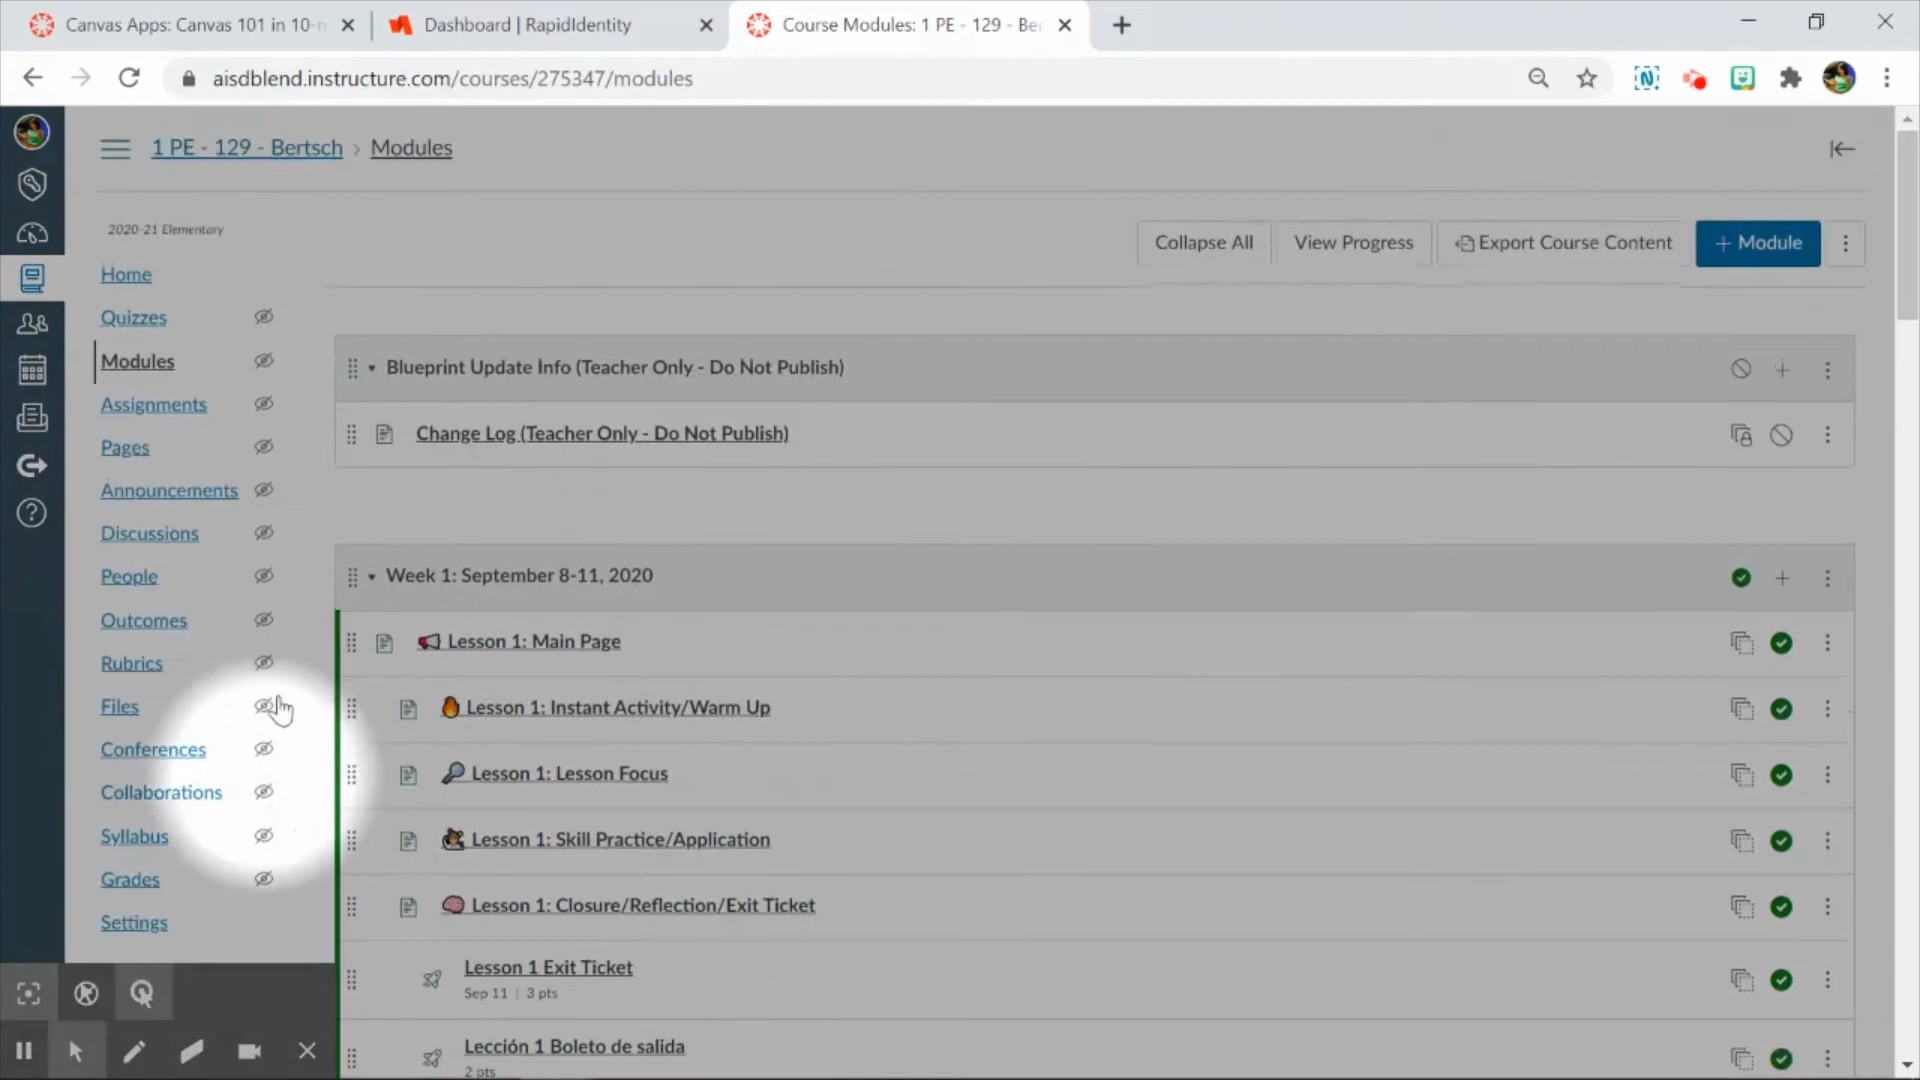 Canvas Apps: Canvas 101 in 10-
Dashboard | RapidIdentity
Course Modules: 1 PE - 129 - Be
aisdblend.instructure.com/courses/275347/modules
1 PE - 129 - Bertsch > Modules
2020-21 Elementary
Collapse All
View Progress
Export Course Content
+ Module
Home
Quizzes
Modules
Assignments
Pages
Announcements
Discussions
People
Outcomes
Rubrics
Files
Conferences
Collaborations
Syllabus
Grades
Settings
Blueprint Update Info (Teacher Only - Do Not Publish)
Change Log (Teacher Only - Do Not Publish)
Week 1: September 8-11, 2020
Lesson 1: Main Page
Lesson 1: Instant Activity/Warm Up
Lesson 1: Lesson Focus
Lesson 1: Skill Practice/Application
Lesson 1: Closure/Reflection/Exit Ticket
Lesson 1 Exit Ticket
Sep 11 | 3 pts
Lección 1 Boleto de salida
2 pts